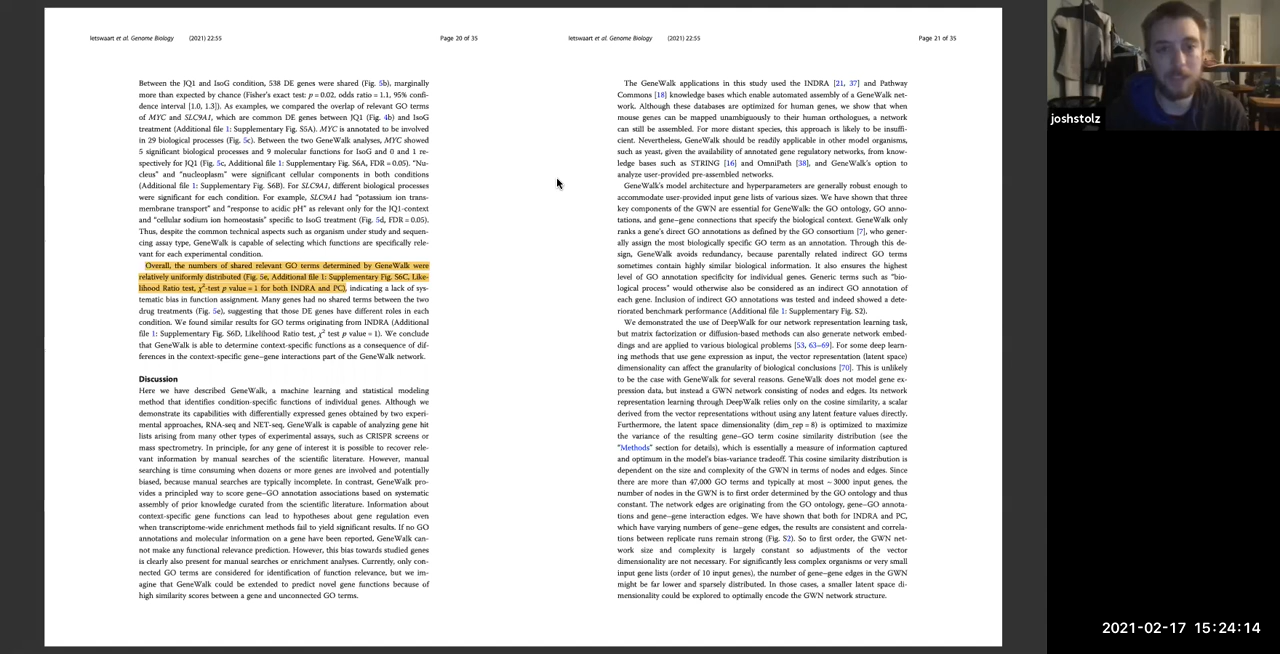 Ietswaart et al. Genome Biology (2021) 22:55 Page 20 of 35
Between the JQ1 and IsoG condition, 538 DE genes were shared (Fig. 5b), marginally
more than expected by chance (Fisher's exact test: p = 0.02, odds ratio = 1.1, 95% confi-
dence interval [1.0, 1.3]). As examples, we compared the overlap of relevant GO terms
of MYC and SLC9A1, which are common DE genes between JQ1 (Fig. 4b) and IsoG
treatment (Additional file 1: Supplementary Fig. S5A). MYC is annotated to be involved
in 29 biological processes (Fig. 5c). Between the two GeneWalk analyses, MYC showed
5 significant biological processes and 9 molecular functions for IsoG and 0 and 1 re-
spectively for JQ1 (Fig. 5c, Additional file 1: Supplementary Fig. S6A, FDR = 0.05). "Nu-
cleus" and "nucleoplasm" were significant cellular components in both conditions
(Additional file 1: Supplementary Fig. S6B). For SLC9A1, different biological processes
were significant for each condition. For example, SLC9A1 had "potassium ion trans-
membrane transport" and "response to acidic pH" as relevant only for the JQ1-context
and "cellular sodium ion homeostasis" specific to IsoG treatment (Fig. 5d, FDR = 0.05).
Thus, despite the common technical aspects such as organism under study and sequen-
cing assay type, GeneWalk is capable of selecting which functions are specifically rele-
vant for each experimental condition.
Overall, the numbers of shared relevant GO terms determined by GeneWalk were
relatively uniformly distributed (Fig. 5e, Additional file 1: Supplementary Fig. S6C, Like-
lihood Ratio test, χ²-test p value = 1 for both INDRA and PC), indicating a lack of sys-
tematic bias in function assignment. Many genes had no shared terms between the two
drug treatments (Fig. 5e), suggesting that those DE genes have different roles in each
condition. We found similar results for GO terms originating from INDRA (Additional
file 1: Supplementary Fig. S6D, Likelihood Ratio test, χ² test p value = 1). We conclude
that GeneWalk is able to determine context-specific functions as a consequence of dif-
ferences in the context-specific gene–gene interactions part of the GeneWalk network.
Discussion
Here we have described GeneWalk, a machine learning and statistical modeling
method that identifies condition-specific functions of individual genes. Although we
demonstrate its capabilities with differentially expressed genes obtained by two experi-
mental approaches, RNA-seq and NET-seq, GeneWalk is capable of analyzing gene hit
lists arising from many other types of experimental assays, such as CRISPR screens or
mass spectrometry. In principle, for any gene of interest it is possible to recover rele-
vant information by manual searches of the scientific literature. However, manual
searching is time consuming when dozens or more genes are involved and potentially
biased, because manual searches are typically incomplete. In contrast, GeneWalk pro-
vides a principled way to score gene–GO annotation associations based on systematic
assembly of prior knowledge curated from the scientific literature. Information about
context-specific gene functions can lead to hypotheses about gene regulation even
when transcriptome-wide enrichment methods fail to yield significant results. If no GO
annotations and molecular information on a gene have been reported, GeneWalk can-
not make any functional relevance prediction. However, this bias towards studied genes
is clearly also present for manual searches or enrichment analyses. Currently, only con-
nected GO terms are considered for identification of function relevance, but we im-
agine that GeneWalk could be extended to predict novel gene functions because of
high similarity scores between a gene and unconnected GO terms.
Ietswaart et al. Genome Biology (2021) 22:55 Page 21 of 35
The GeneWalk applications in this study used the INDRA [21, 37] and Pathway
Commons [18] knowledge bases which enable automated assembly of a GeneWalk net-
work. Although these databases are optimized for human genes, we show that when
mouse genes can be mapped unambiguously to their human orthologues, a network
can still be assembled. For more distant species, this approach is likely to be insuffi-
cient. Nevertheless, GeneWalk should be readily applicable in other model organisms,
such as yeast, given the availability of annotated gene regulatory networks, from know-
ledge bases such as STRING [16] and OmniPath [38], and GeneWalk's option to
analyze user-provided pre-assembled networks.
GeneWalk's model architecture and hyperparameters are generally robust enough to
accommodate user-provided input gene lists of various sizes. We have shown that three
key components of the GWN are essential for GeneWalk: the GO ontology, GO anno-
tations, and gene–gene connections that specify the biological context. GeneWalk only
ranks a gene's direct GO annotations as defined by the GO consortium [7], who gener-
ally assign the most biologically specific GO term as an annotation. Through this de-
sign, GeneWalk avoids redundancy, because parentally related indirect GO terms
sometimes contain highly similar biological information. It also ensures the highest
level of GO annotation specificity for individual genes. Generic terms such as "bio-
logical process" would otherwise also be considered as an indirect GO annotation of
each gene. Inclusion of indirect GO annotations was tested and indeed showed a dete-
riorated benchmark performance (Additional file 1: Supplementary Fig. S2).
We demonstrated the use of DeepWalk for our network representation learning task,
but matrix factorization or diffusion-based methods can also generate network embed-
dings and are applied to various biological problems [53, 63–69]. For some deep learn-
ing methods that use gene expression as input, the vector representation (latent space)
dimensionality can affect the granularity of biological conclusions [70]. This is unlikely
to be the case with GeneWalk for several reasons. GeneWalk does not model gene ex-
pression data, but instead a GWN network consisting of nodes and edges. Its network
representation learning through DeepWalk relies only on the cosine similarity, a scalar
derived from the vector representations without using any latent feature values directly.
Furthermore, the latent space dimensionality (dim_rep = 8) is optimized to maximize
the variance of the resulting gene–GO term cosine similarity distribution (see the
"Methods" section for details), which is essentially a measure of information captured
and optimum in the model's bias-variance tradeoff. This cosine similarity distribution is
dependent on the size and complexity of the GWN in terms of nodes and edges. Since
there are more than 47,000 GO terms and typically at most ~ 3000 input genes, the
number of nodes in the GWN is to first order determined by the GO ontology and thus
constant. The network edges are originating from the GO ontology, gene–GO annota-
tions and gene–gene interaction edges. We have shown that both for INDRA and PC,
which have varying numbers of gene–gene edges, the results are consistent and correla-
tions between replicate runs remain strong (Fig. S2). So to first order, the GWN net-
work size and complexity is largely constant so adjustments of the vector
dimensionality are not necessary. For significantly less complex organisms or very small
input gene lists (order of 10 input genes), the number of gene–gene edges in the GWN
might be far lower and sparsely distributed. In those cases, a smaller latent space di-
mensionality could be explored to optimally encode the GWN network structure.
joshstolz
2021-02-17 15:24:14